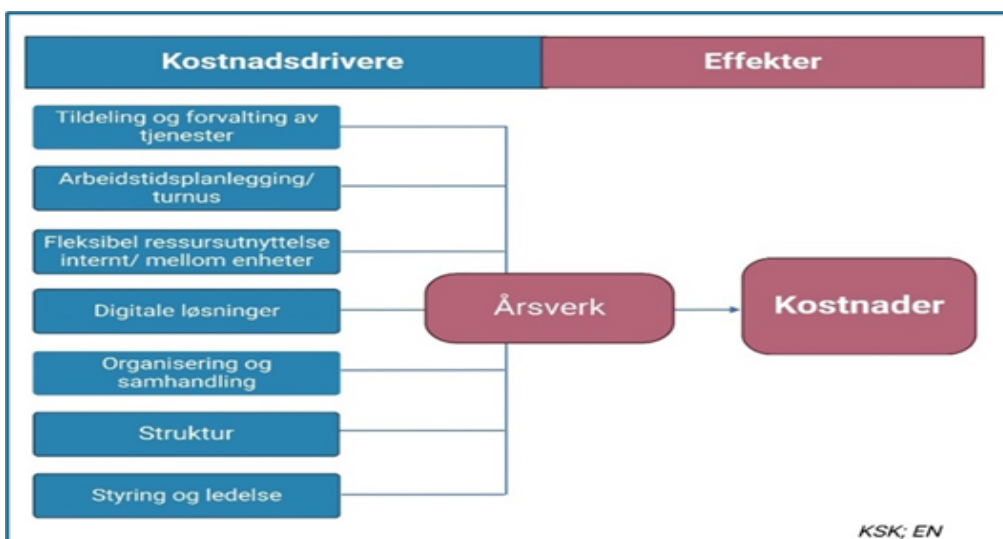 Kostnadsdrivere
Effekter
Tildeling og forvalting av
tjenester
Arbeidstidsplanlegging/
turnus
Fleksibel ressursutnyttelse
internt/ mellom enheter
Digitale løsninger
Organisering og
samhandling
Struktur
Styring og ledelse
Årsverk
Kostnader
KSK; EN